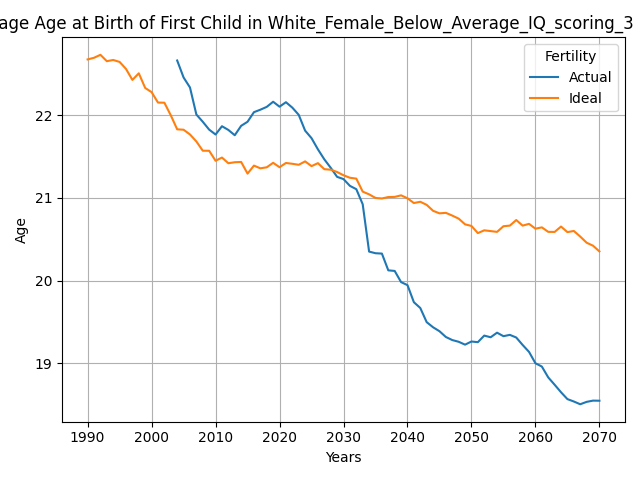 age Age at Birth of First Child in White_Female_Below_Average_IQ_scoring_3
Fertility
Actual
Ideal
Age
22
21
20
19
1990 2000 2010 2020 2030 2040 2050 2060 2070
Years